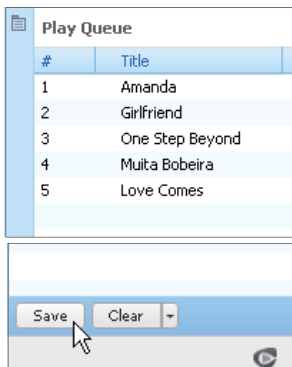 Play Queue
# Title
1 Amanda
2 Girlfriend
3 One Step Beyond
4 Muita Bobeira
5 Love Comes
Save Clear